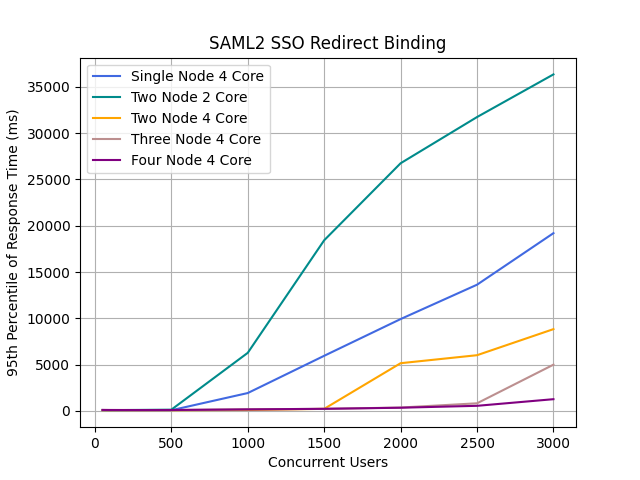 SAML2 SSO Redirect Binding
Single Node 4 Core
Two Node 2 Core
Two Node 4 Core
Three Node 4 Core
Four Node 4 Core
95th Percentile of Response Time (ms)
35000
30000
25000
20000
15000
10000
5000
0
0 500 1000 1500 2000 2500 3000
Concurrent Users